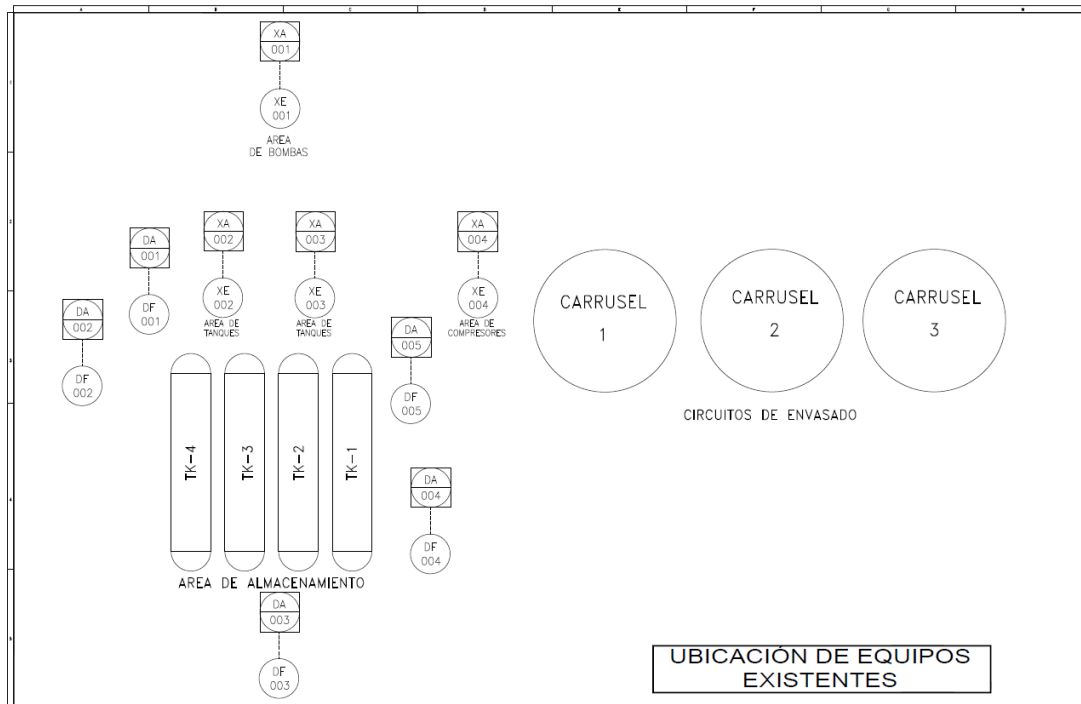 XA
001
XE
001
AREA
DE BOMBAS
XA
002
XE
002
AREA DE
TANQUES
XA
003
XE
003
AREA DE
TANQUES
XA
004
XE
004
AREA DE
COMPRESORES
DA
001
DF
001
DA
002
DF
002
DA
005
DF
005
CARRUSEL
1
CARRUSEL
2
CARRUSEL
3
CIRCUITOS DE ENVASADO
TK-4
TK-3
TK-2
TK-1
DA
004
DF
004
AREA DE ALMACENAMIENTO
DA
003
DF
003
UBICACIÓN DE EQUIPOS
EXISTENTES